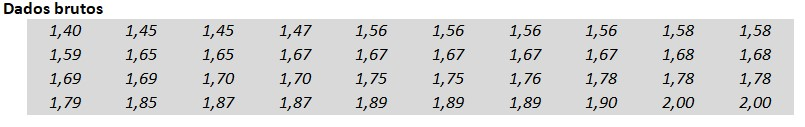 Dados brutos
1,40 1,45 1,45 1,47 1,56 1,56 1,56 1,56 1,58 1,58
1,59 1,65 1,65 1,67 1,67 1,67 1,67 1,67 1,68 1,68
1,69 1,69 1,70 1,70 1,75 1,75 1,76 1,78 1,78 1,78
1,79 1,85 1,87 1,87 1,89 1,89 1,89 1,90 2,00 2,00